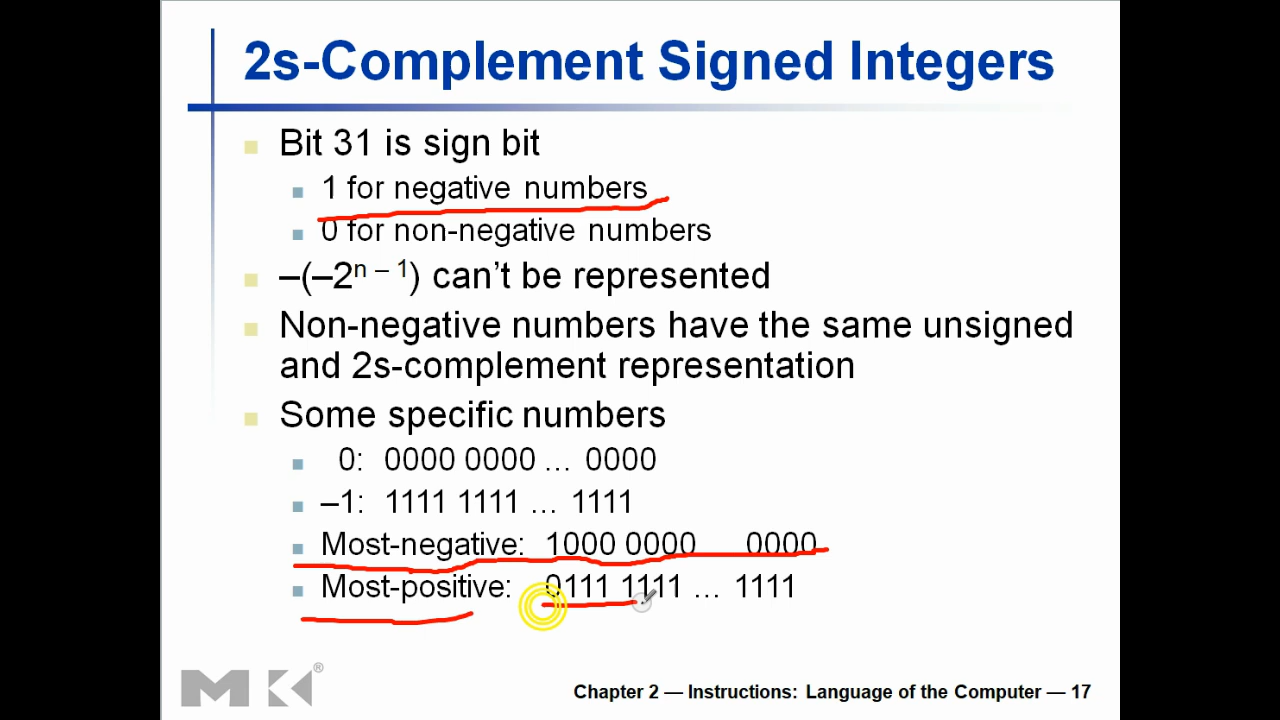 2s-Complement Signed Integers
Bit 31 is sign bit
1 for negative numbers
0 for non-negative numbers
–(–2ⁿ⁻¹) can’t be represented
Non-negative numbers have the same unsigned
and 2s-complement representation
Some specific numbers
0: 0000 0000 … 0000
–1: 1111 1111 … 1111
Most-negative: 1000 0000 0000
Most-positive: 0111 1111 … 1111
MK®
Chapter 2 — Instructions: Language of the Computer — 17